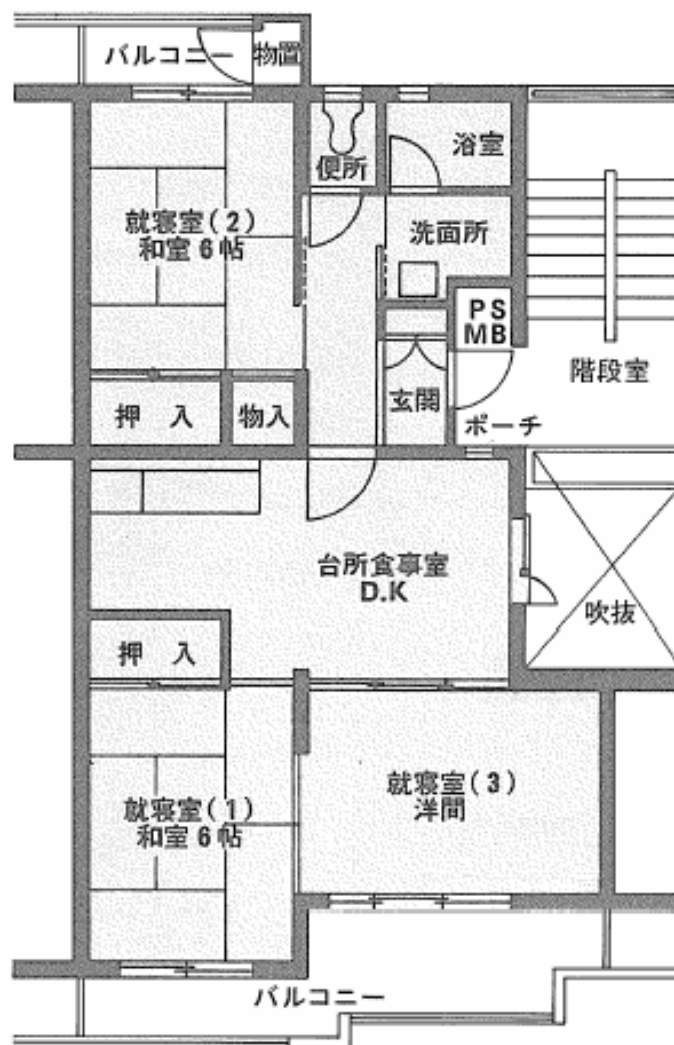 バルコニー
物置
便所
浴室
就寝室(2)
和室6帖
洗面所
PS
MB
階段室
押 入
物入
玄関
ポーチ
台所食事室
D.K
吹抜
押 入
就寝室(3)
洋間
就寝室(1)
和室6帖
バルコニー